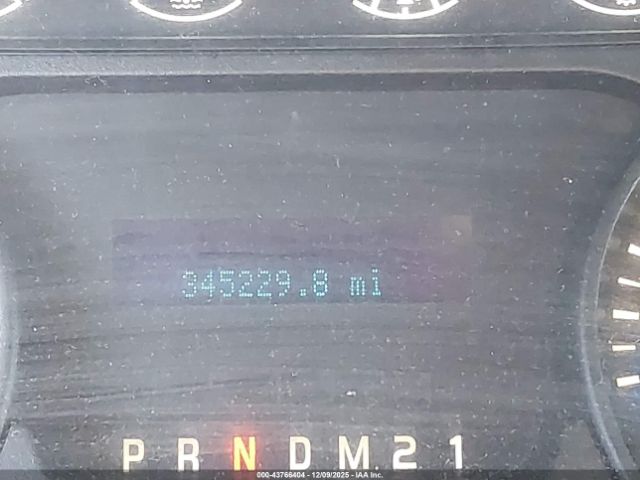 345229.8 mi
P R N D M 2 1
000-43766404 - 12/09/2025 - IAA Inc.